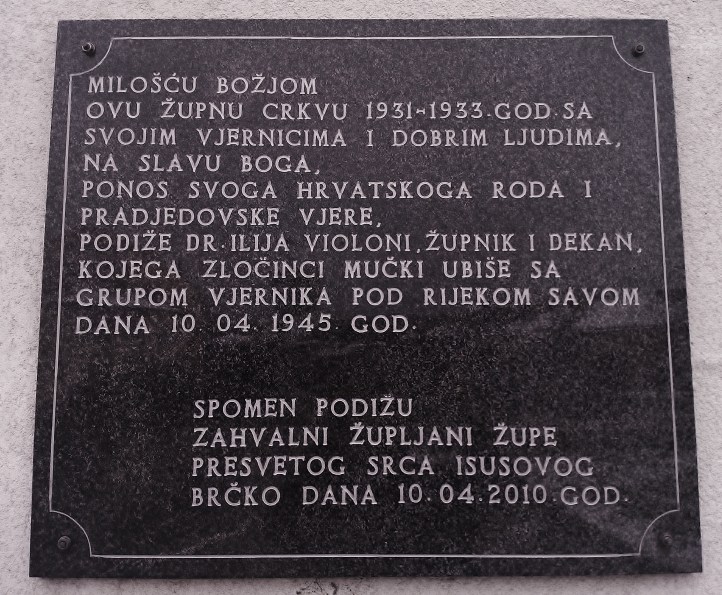 MILOŠĆU BOŽJOM
OVU ŽUPNU CRKVU 1931-1933.GOD.SA
SVOJIM VJERNICIMA I DOBRIM LJUDIMA,
NA SLAVU BOGA,
PONOS SVOGA HRVATSKOGA RODA I
PRADJEDOVSKE VJERE,
PODIŽE DR.ILIJA VIOLONI,ŽUPNIK I DEKAN,
KOJEGA ZLOČINCI MUČKI UBIŠE SA
GRUPOM VJERNIKA POD RIJEKOM SAVOM
DANA 10. 04. 1945. GOD.
SPOMEN PODIŽU
ZAHVALNI ŽUPLJANI ŽUPE
PRESVETOG SRCA ISUSOVOG
BRČKO DANA 10.04.2010.GOD.